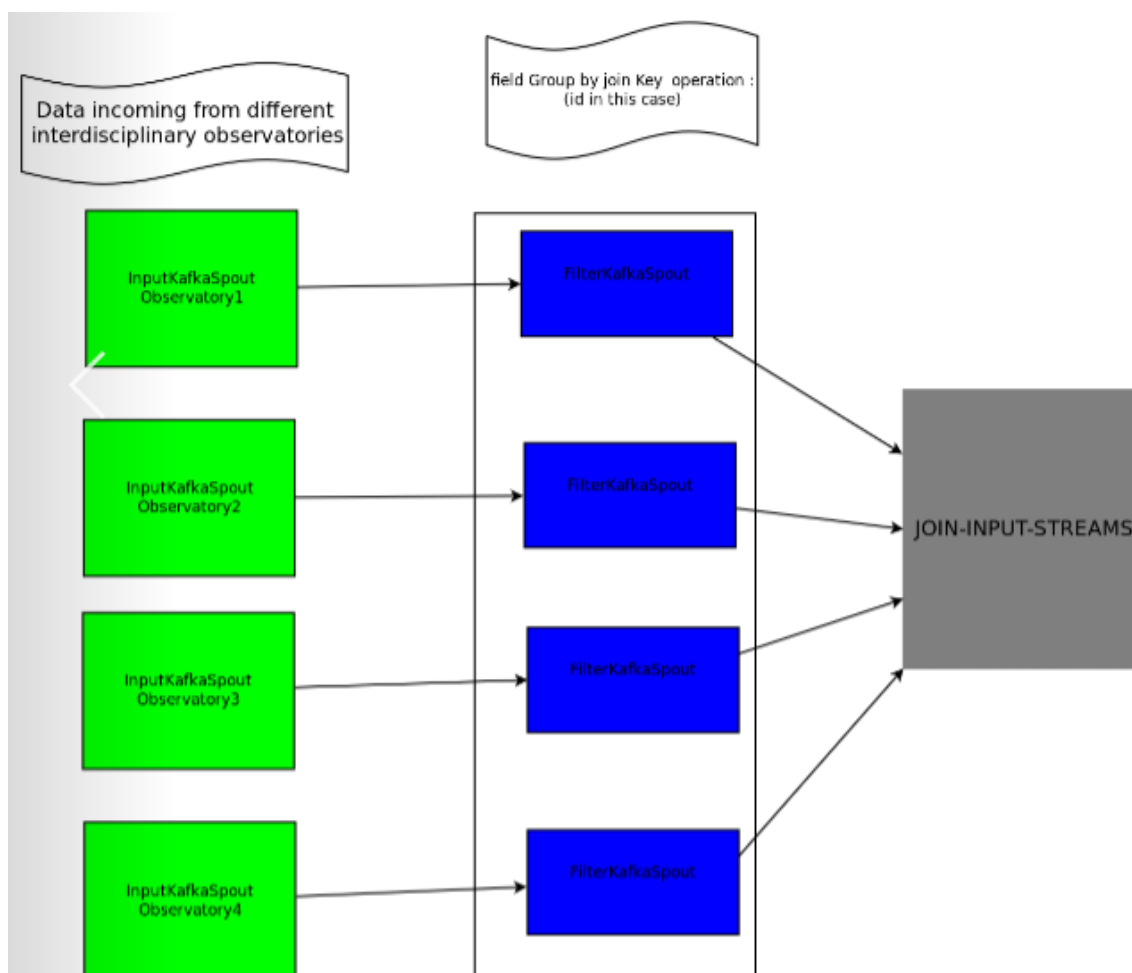 Data incoming from different
interdisciplinary observatories
field Group by join Key operation :
(id in this case)
InputKafkaSpout
Observatory1
FilterKafkaSpout
InputKafkaSpout
Observatory2
FilterKafkaSpout
JOIN-INPUT-STREAMS
InputKafkaSpout
Observatory3
FilterKafkaSpout
InputKafkaSpout
Observatory4
FilterKafkaSpout